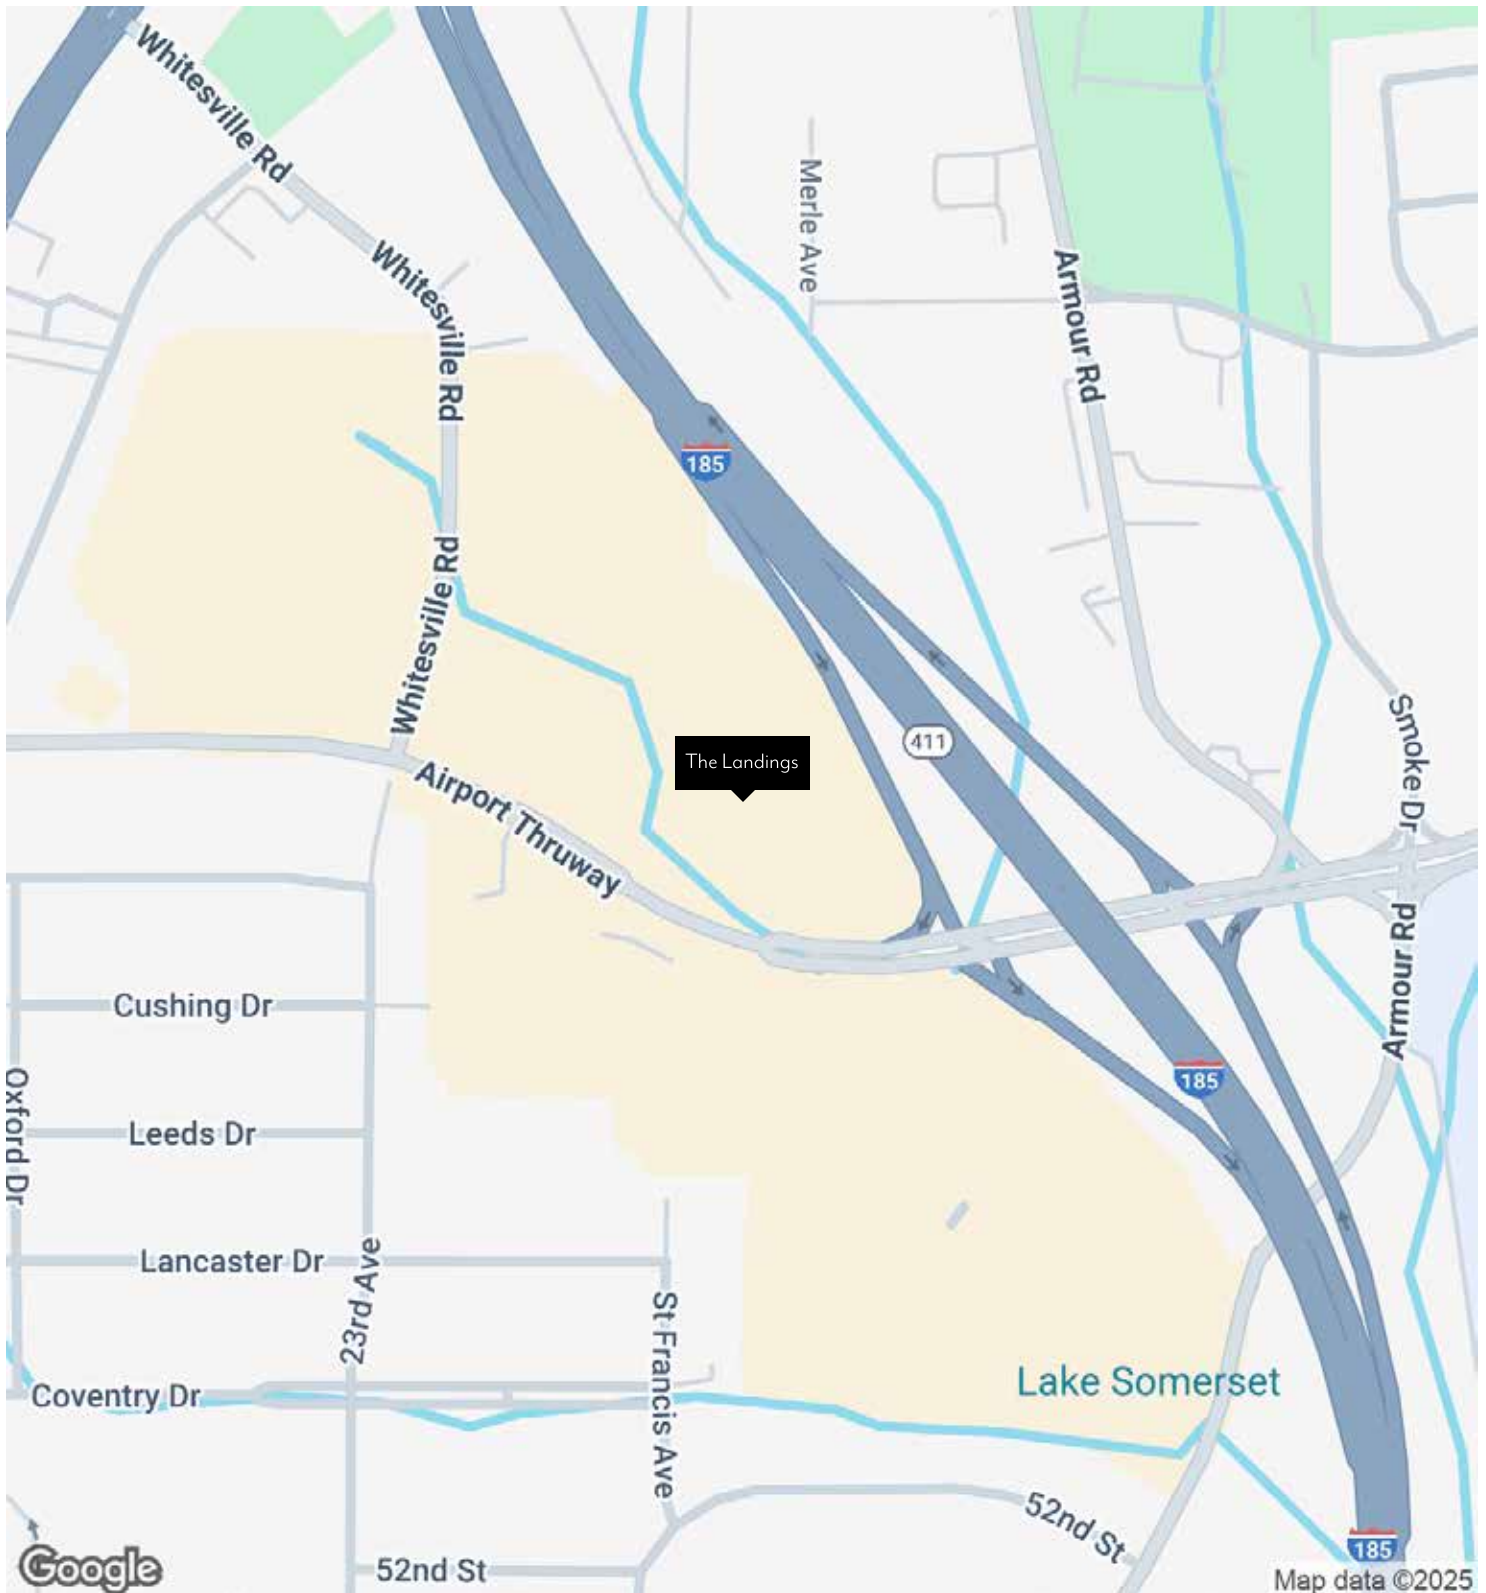 Whitesville Rd
Whitesville Rd
Merle Ave
Armour Rd
185
Whitesville Rd
Smoke Dr
411
The Landings
Airport Thruway
Armour Rd
Cushing Dr
185
Oxford Dr
Leeds Dr
Lancaster Dr
23rd Ave
St Francis Ave
Lake Somerset
Coventry Dr
52nd St
52nd St
185
Google
Map data ©2025